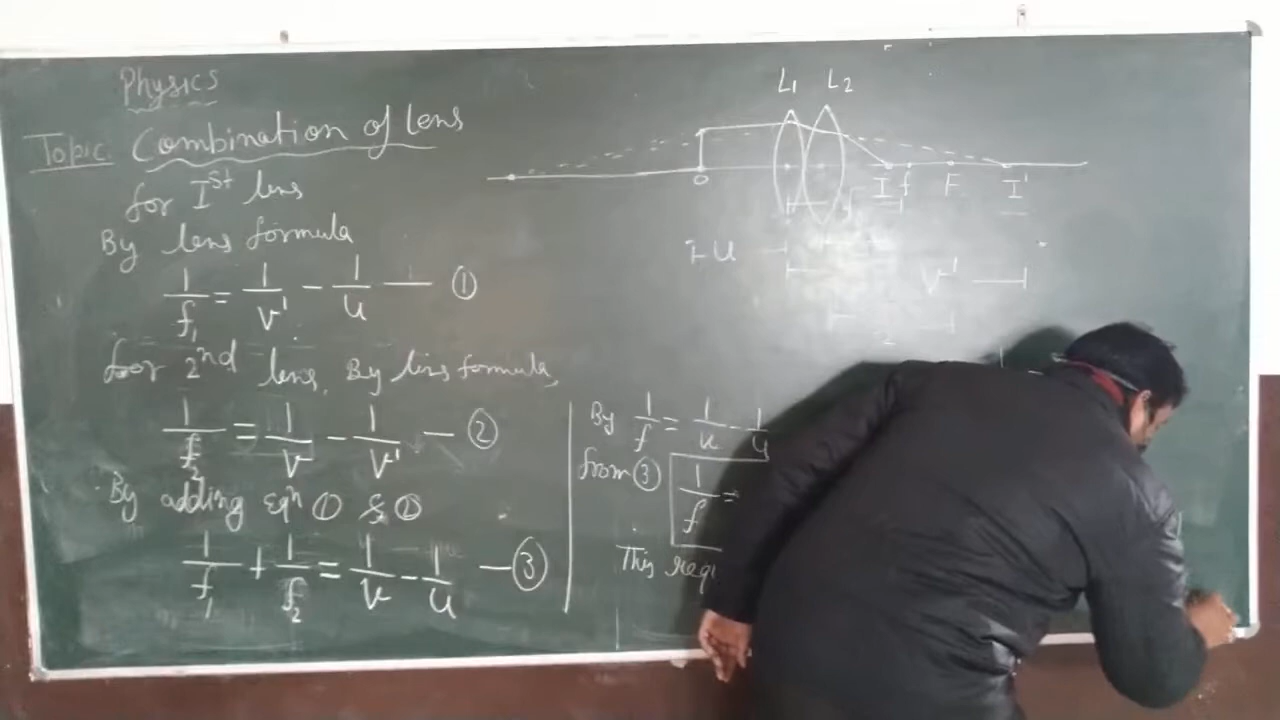 Physics
Topic: Combination of lens
for Ist lens
By lens formula
1/f1 = 1/v' - 1/u — ①
for 2nd lens, By lens formula,
1/f2 = 1/v - 1/v' — ②
By adding eqn ① & ②
1/f1 + 1/f2 = 1/v - 1/u — ③
L1 L2
O I f F I'
f
-u
v'
By 1/f = 1/v - 1/u
from ③ 1/f =
This